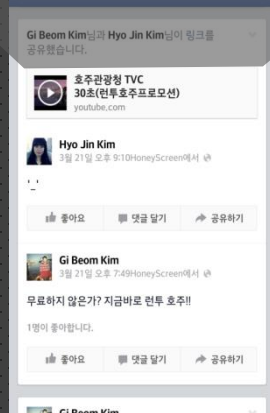 Gi Beom Kim님과 Hyo Jin Kim님이 링크를
공유했습니다.
호주관광청 TVC
30초(런투호주프로모션)
youtube.com
Hyo Jin Kim
3월 21일 오후 9:10HoneyScreen에서
'_'
좋아요 댓글 달기 공유하기
Gi Beom Kim
3월 21일 오후 7:49HoneyScreen에서
무료하지 않은가? 지금바로 런투 호주!!
1명이 좋아합니다.
좋아요 댓글 달기 공유하기
Gi Beom Kim